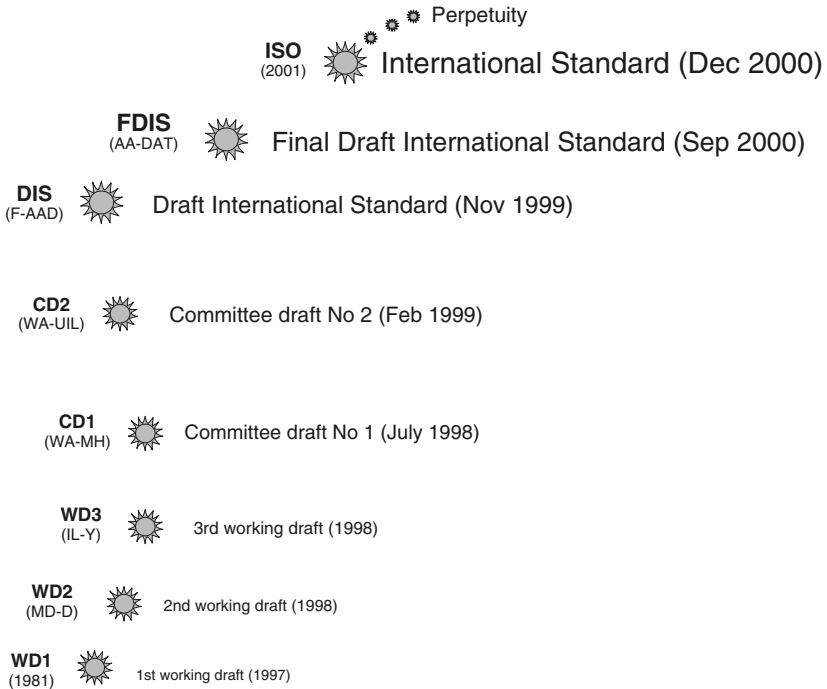 Perpetuity
ISO
(2001)
International Standard (Dec 2000)
FDIS
(AA-DAT)
Final Draft International Standard (Sep 2000)
DIS
(F-AAD)
Draft International Standard (Nov 1999)
CD2
(WA-UIL)
Committee draft No 2 (Feb 1999)
CD1
(WA-MH)
Committee draft No 1 (July 1998)
WD3
(IL-Y)
3rd working draft (1998)
WD2
(MD-D)
2nd working draft (1998)
WD1
(1981)
1st working draft (1997)